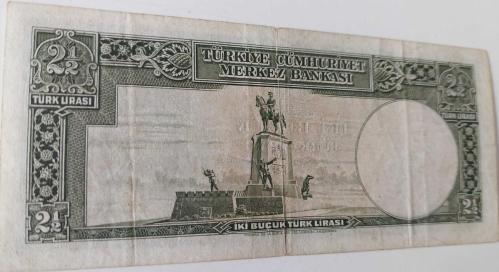 2½ TÜRKİYE CÜMHURİYET 2½
MERKEZ BANKASI
TÜRK LİRASI TÜRK LİRASI
2½ İKİ BUÇUK TÜRK LİRASI 2½